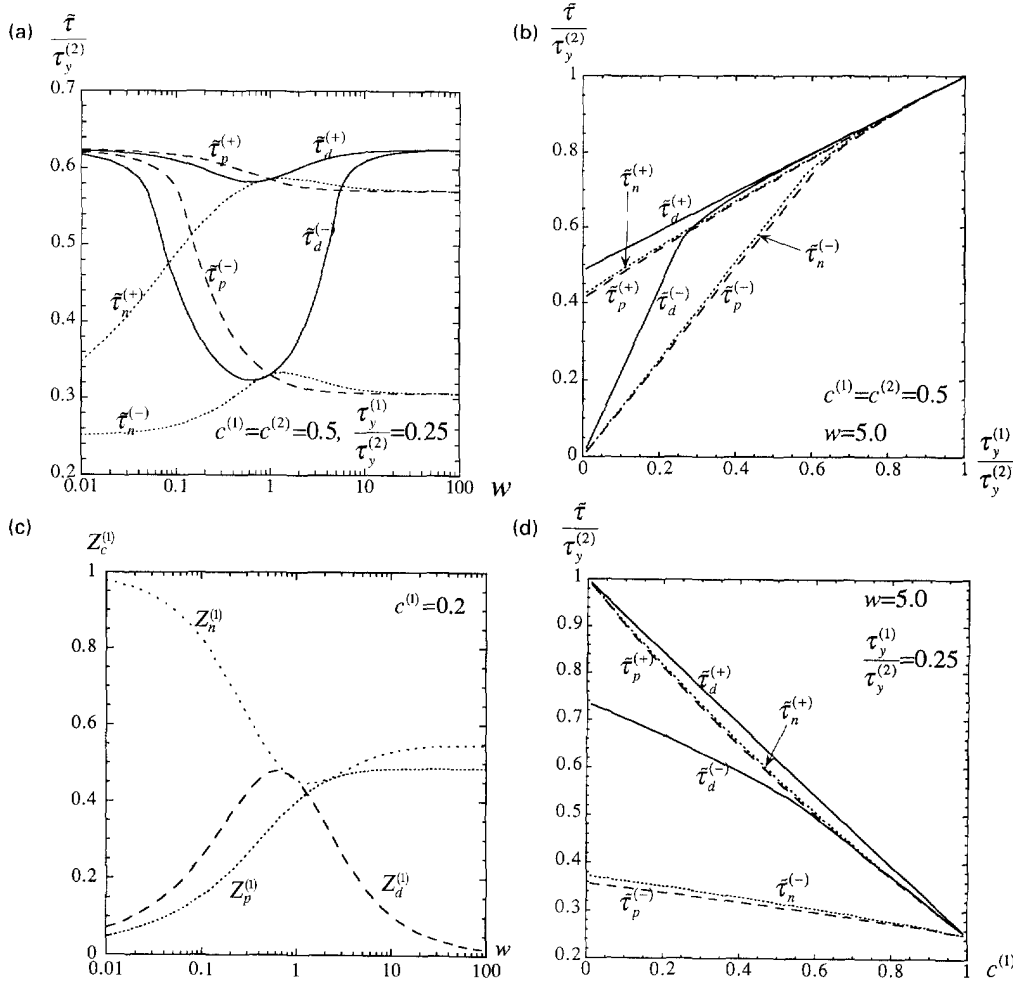 (a) τ̃ / τ_y^(2)
0.7
0.6
0.5
0.4
0.3
0.2
0.01 0.1 1 10 100 w
τ̃_p^(+)
τ̃_d^(+)
τ̃_d^(-)
τ̃_p^(-)
τ̃_n^(+)
τ̃_n^(-)
c^(1)=c^(2)=0.5, τ_y^(1)/τ_y^(2)=0.25
(b) τ̃ / τ_y^(2)
1
0.8
0.6
0.4
0.2
0
0 0.2 0.4 0.6 0.8 1 τ_y^(1)/τ_y^(2)
τ̃_n^(+)
τ̃_d^(+)
τ̃_n^(-)
τ̃_p^(+)
τ̃_d^(-)
τ̃_p^(-)
c^(1)=c^(2)=0.5
w=5.0
(c) Z_c^(1)
1
0.8
0.6
0.4
0.2
0
0.01 0.1 1 10 100
w
c^(1)=0.2
Z_n^(1)
Z_p^(1)
Z_d^(1)
(d) τ̃ / τ_y^(2)
1
0.9
0.8
0.7
0.6
0.5
0.4
0.3
0.2
0 0.2 0.4 0.6 0.8 1 c^(1)
w=5.0
τ_y^(1)/τ_y^(2)=0.25
τ̃_p^(+)
τ̃_d^(+)
τ̃_n^(+)
τ̃_d^(-)
τ̃_n^(-)
τ̃_p^(-)